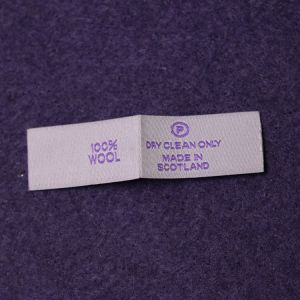 100%
WOOL
P
DRY CLEAN ONLY
MADE IN
SCOTLAND